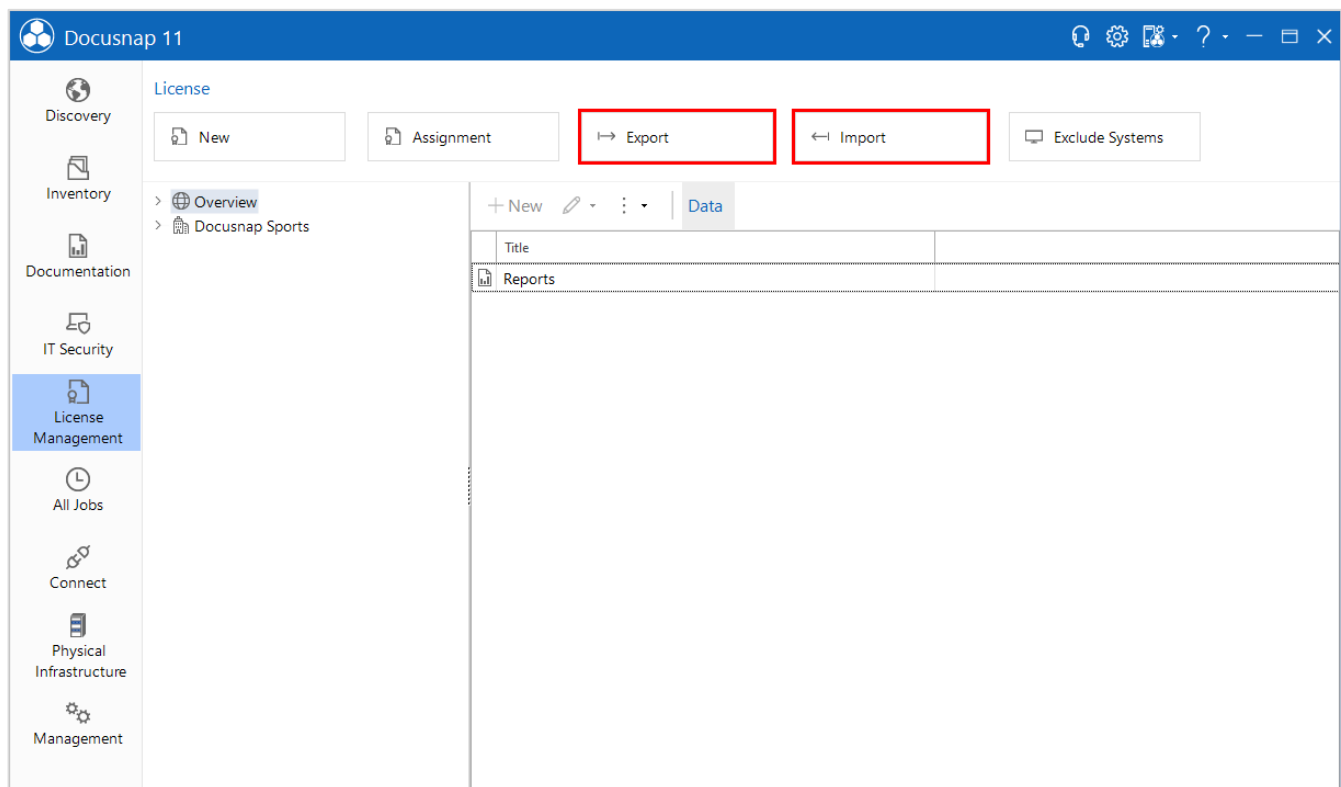 Docusnap 11
Discovery
Inventory
Documentation
IT Security
License
Management
All Jobs
Connect
Physical
Infrastructure
Management
License
New
Assignment
Export
Import
Exclude Systems
Overview
Docusnap Sports
New
Data
Title
Reports